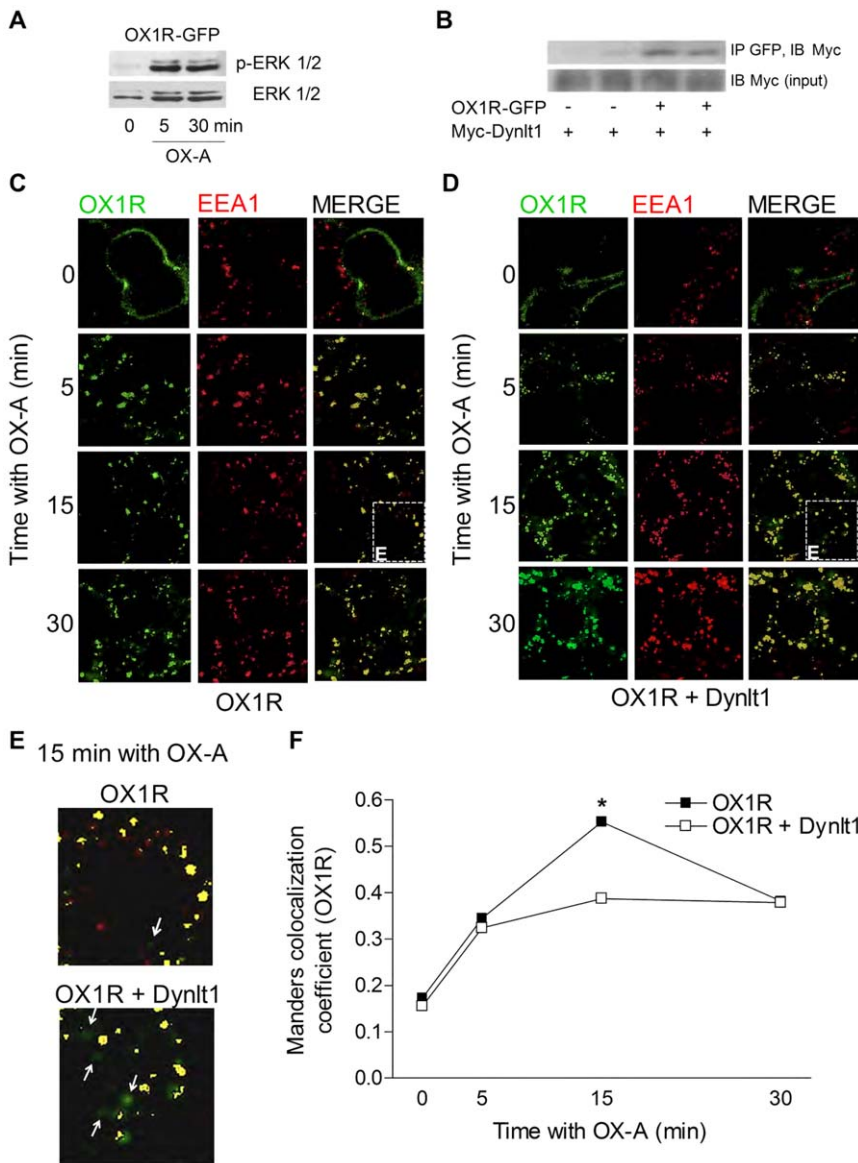 A
OX1R-GFP
p-ERK 1/2
ERK 1/2
0 5 30 min
OX-A
B
IP GFP, IB Myc
IB Myc (input)
OX1R-GFP - - + +
Myc-Dynlt1 + + + +
C
OX1R EEA1 MERGE
Time with OX-A (min)
0
5
15
E
30
OX1R
D
OX1R EEA1 MERGE
Time with OX-A (min)
0
5
15
E
30
OX1R + Dynlt1
E
15 min with OX-A
OX1R
OX1R + Dynlt1
F
Manders colocalization
coefficient (OX1R)
0.6
0.5
0.4
0.3
0.2
0.1
0.0
*
OX1R
OX1R + Dynlt1
0 5 15 30
Time with OX-A (min)